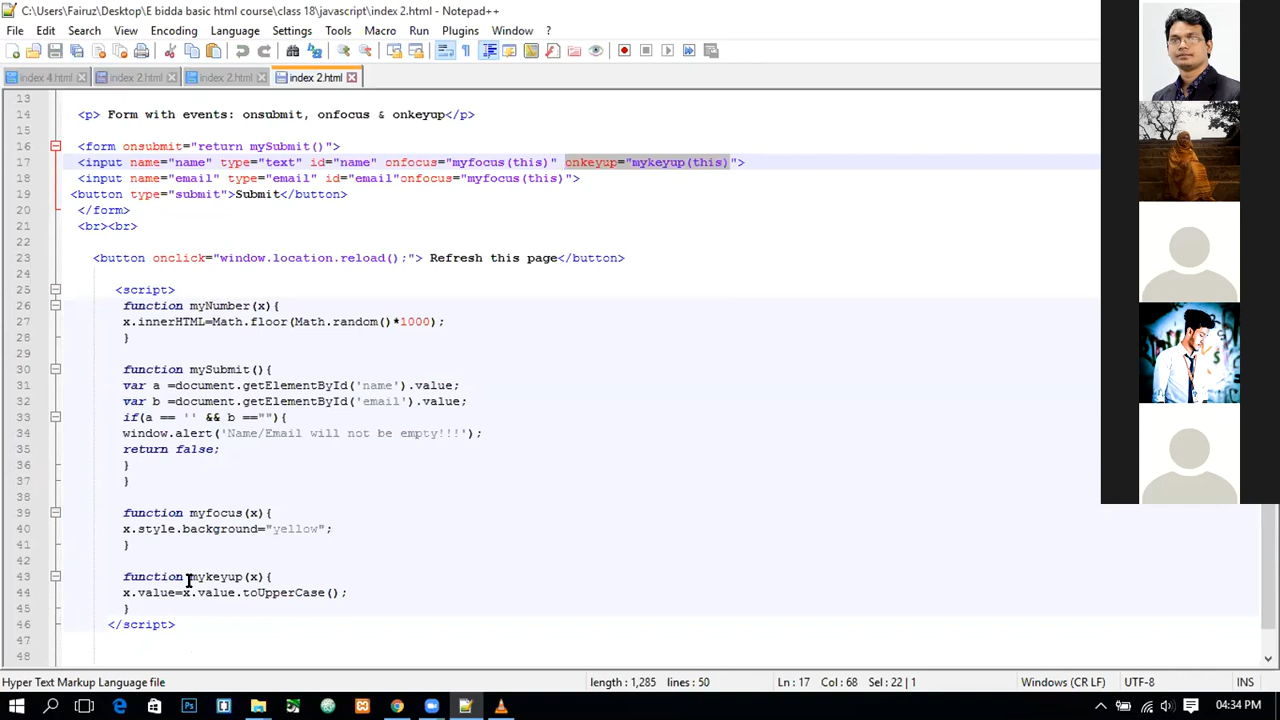 C:\Users\Fairuz\Desktop\E bidda basic html course\class 18\javascript\index 2.html - Notepad++
File Edit Search View Encoding Language Settings Tools Macro Run Plugins Window ?
index 4.html index 2.html index 2.html index 2.html
13
14 <p> Form with events: onsubmit, onfocus & onkeyup</p>
15
16 <form onsubmit="return mySubmit()">
17 <input name="name" type="text" id="name" onfocus="myfocus(this)" onkeyup="mykeyup(this)">
18 <input name="email" type="email" id="email"onfocus="myfocus(this)">
19 <button type="submit">Submit</button>
20 </form>
21 <br><br>
22
23 <button onclick="window.location.reload();"> Refresh this page</button>
24
25 <script>
26 function myNumber(x){
27 x.innerHTML=Math.floor(Math.random()*1000);
28 }
29
30 function mySubmit(){
31 var a =document.getElementById('name').value;
32 var b =document.getElementById('email').value;
33 if(a == '' && b ==""){
34 window.alert('Name/Email will not be empty!!!');
35 return false;
36 }
37 }
38
39 function myfocus(x){
40 x.style.background="yellow";
41 }
42
43 function mykeyup(x){
44 x.value=x.value.toUpperCase();
45 }
46 </script>
47
48
Hyper Text Markup Language file length : 1,285 lines : 50 Ln : 17 Col : 68 Sel : 22 | 1 Windows (CR LF) UTF-8 INS
04:34 PM